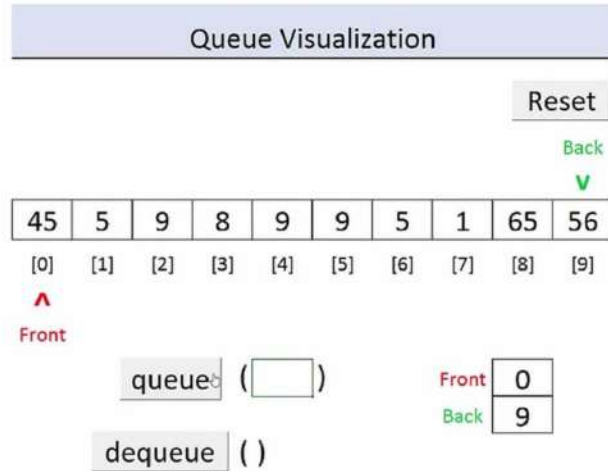 Queue Visualization
Reset
Back
v
45 5 9 8 9 9 5 1 65 56
[0] [1] [2] [3] [4] [5] [6] [7] [8] [9]
^
Front
queue ( )
Front 0
Back 9
dequeue ( )